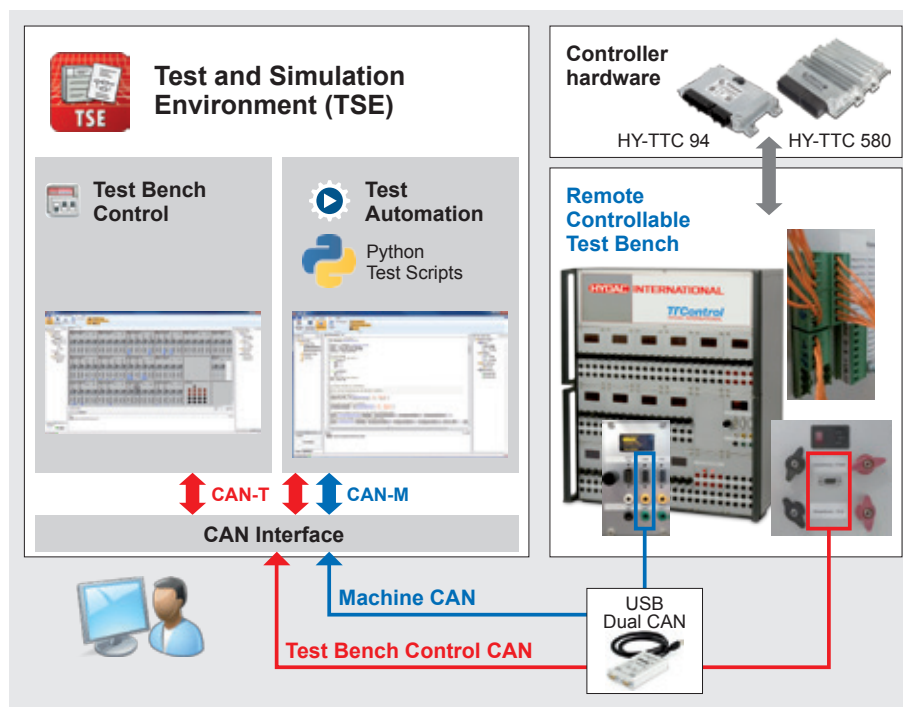 Test and Simulation
Environment (TSE)
TSE
Test Bench
Control
Test
Automation
Python
Test Scripts
CAN-T
CAN-M
CAN Interface
Controller
hardware
HY-TTC 94
HY-TTC 580
Remote
Controllable
Test Bench
HYDAC INTERNATIONAL
TTControl
Machine CAN
Test Bench Control CAN
USB
Dual CAN